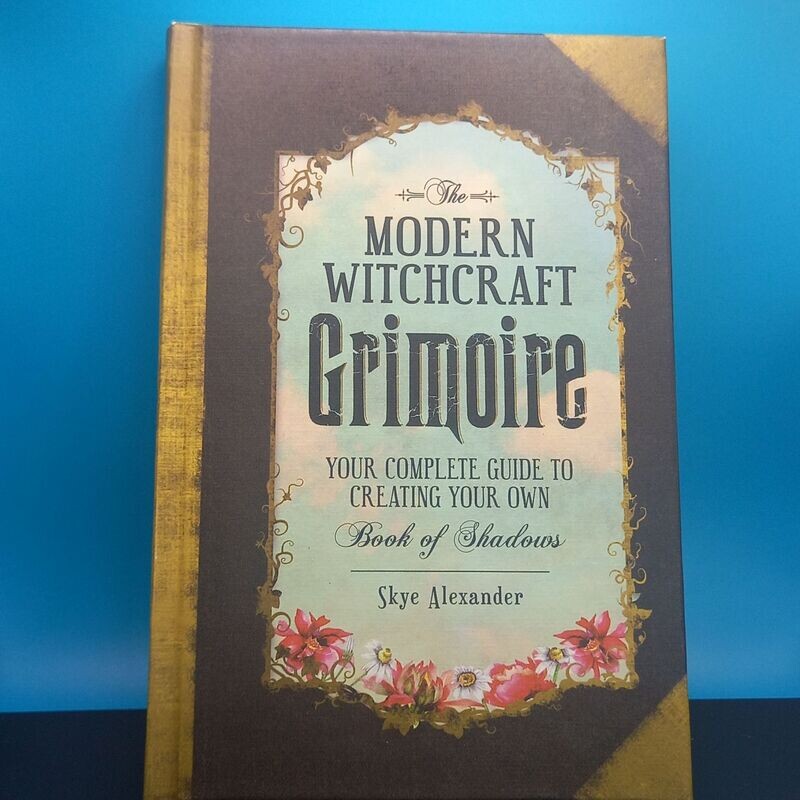 The
MODERN
WITCHCRAFT
Grimoire
YOUR COMPLETE GUIDE TO
CREATING YOUR OWN
Book of Shadows
Skye Alexander